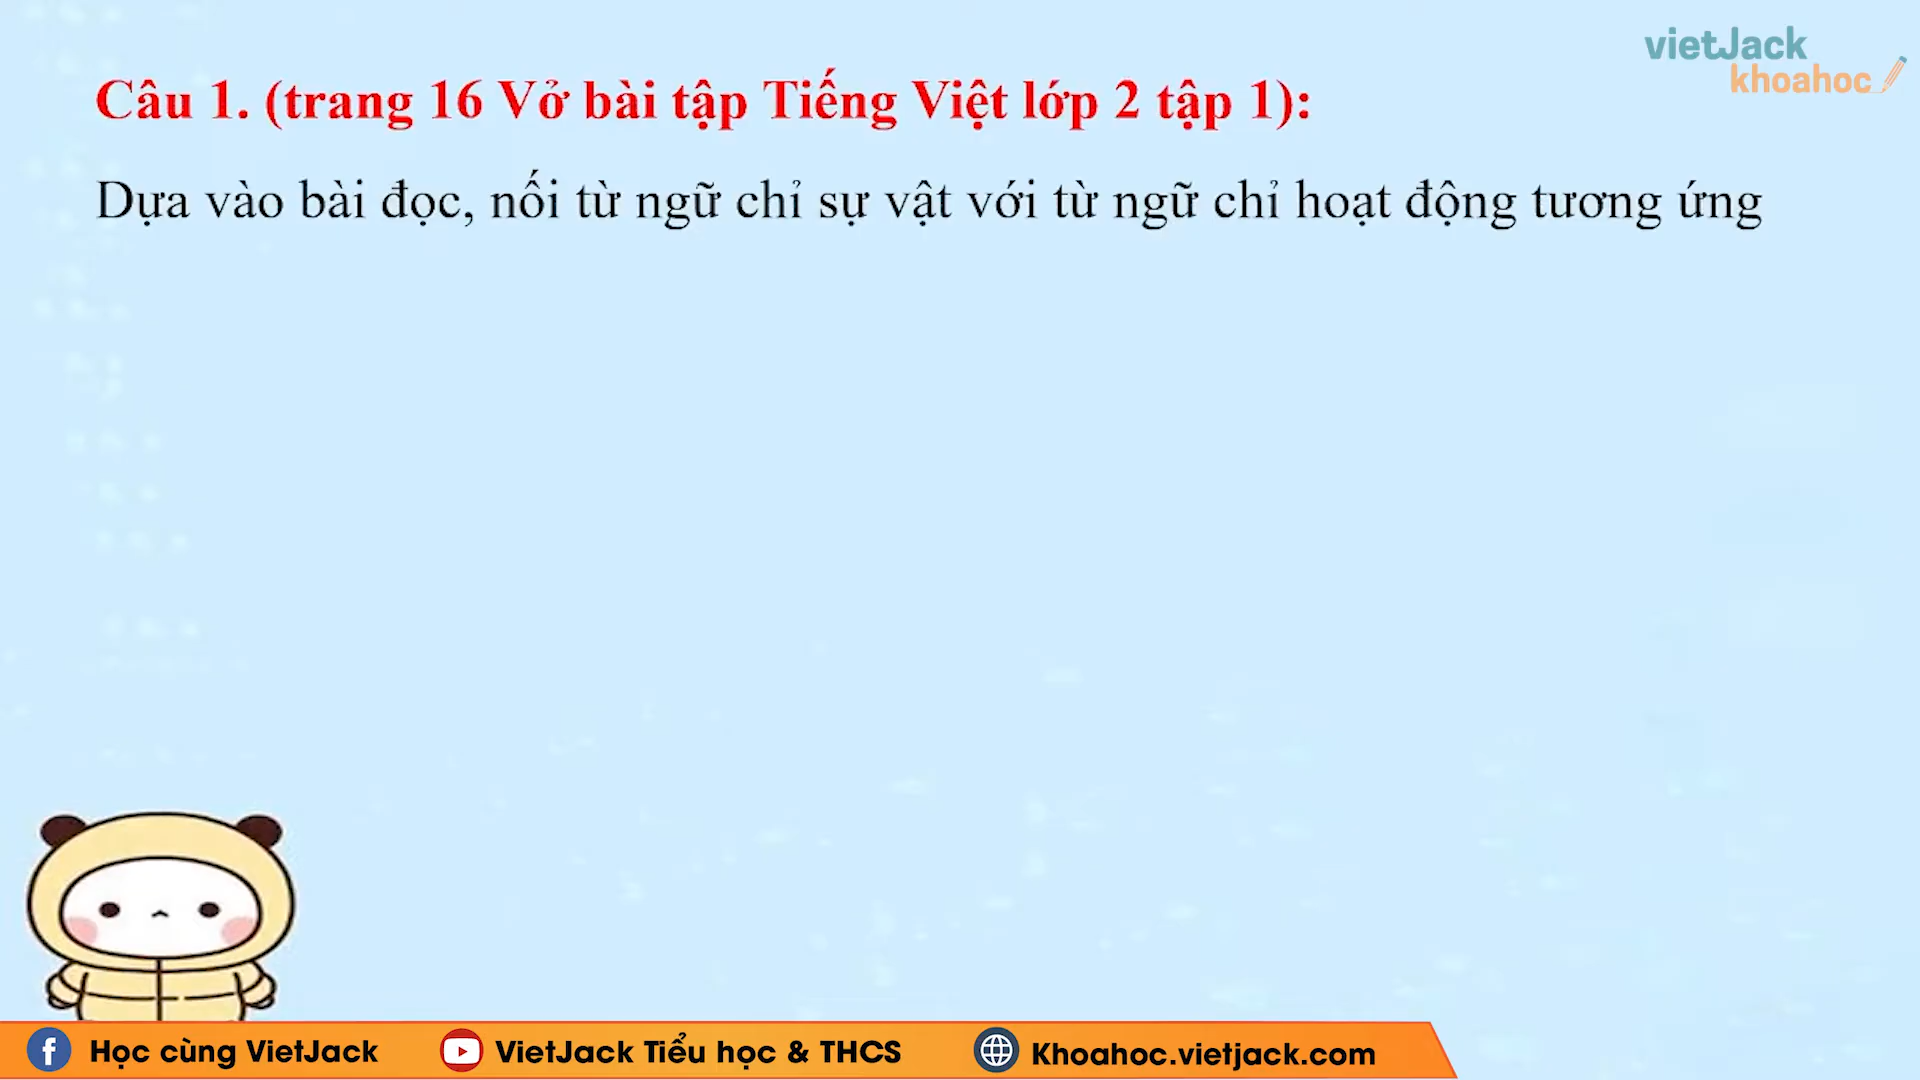 vietJack
khoahoc
Câu 1. (trang 16 Vở bài tập Tiếng Việt lớp 2 tập 1):
Dựa vào bài đọc, nối từ ngữ chỉ sự vật với từ ngữ chỉ hoạt động tương ứng
Học cùng VietJack
VietJack Tiểu học & THCS
Khoahoc.vietjack.com